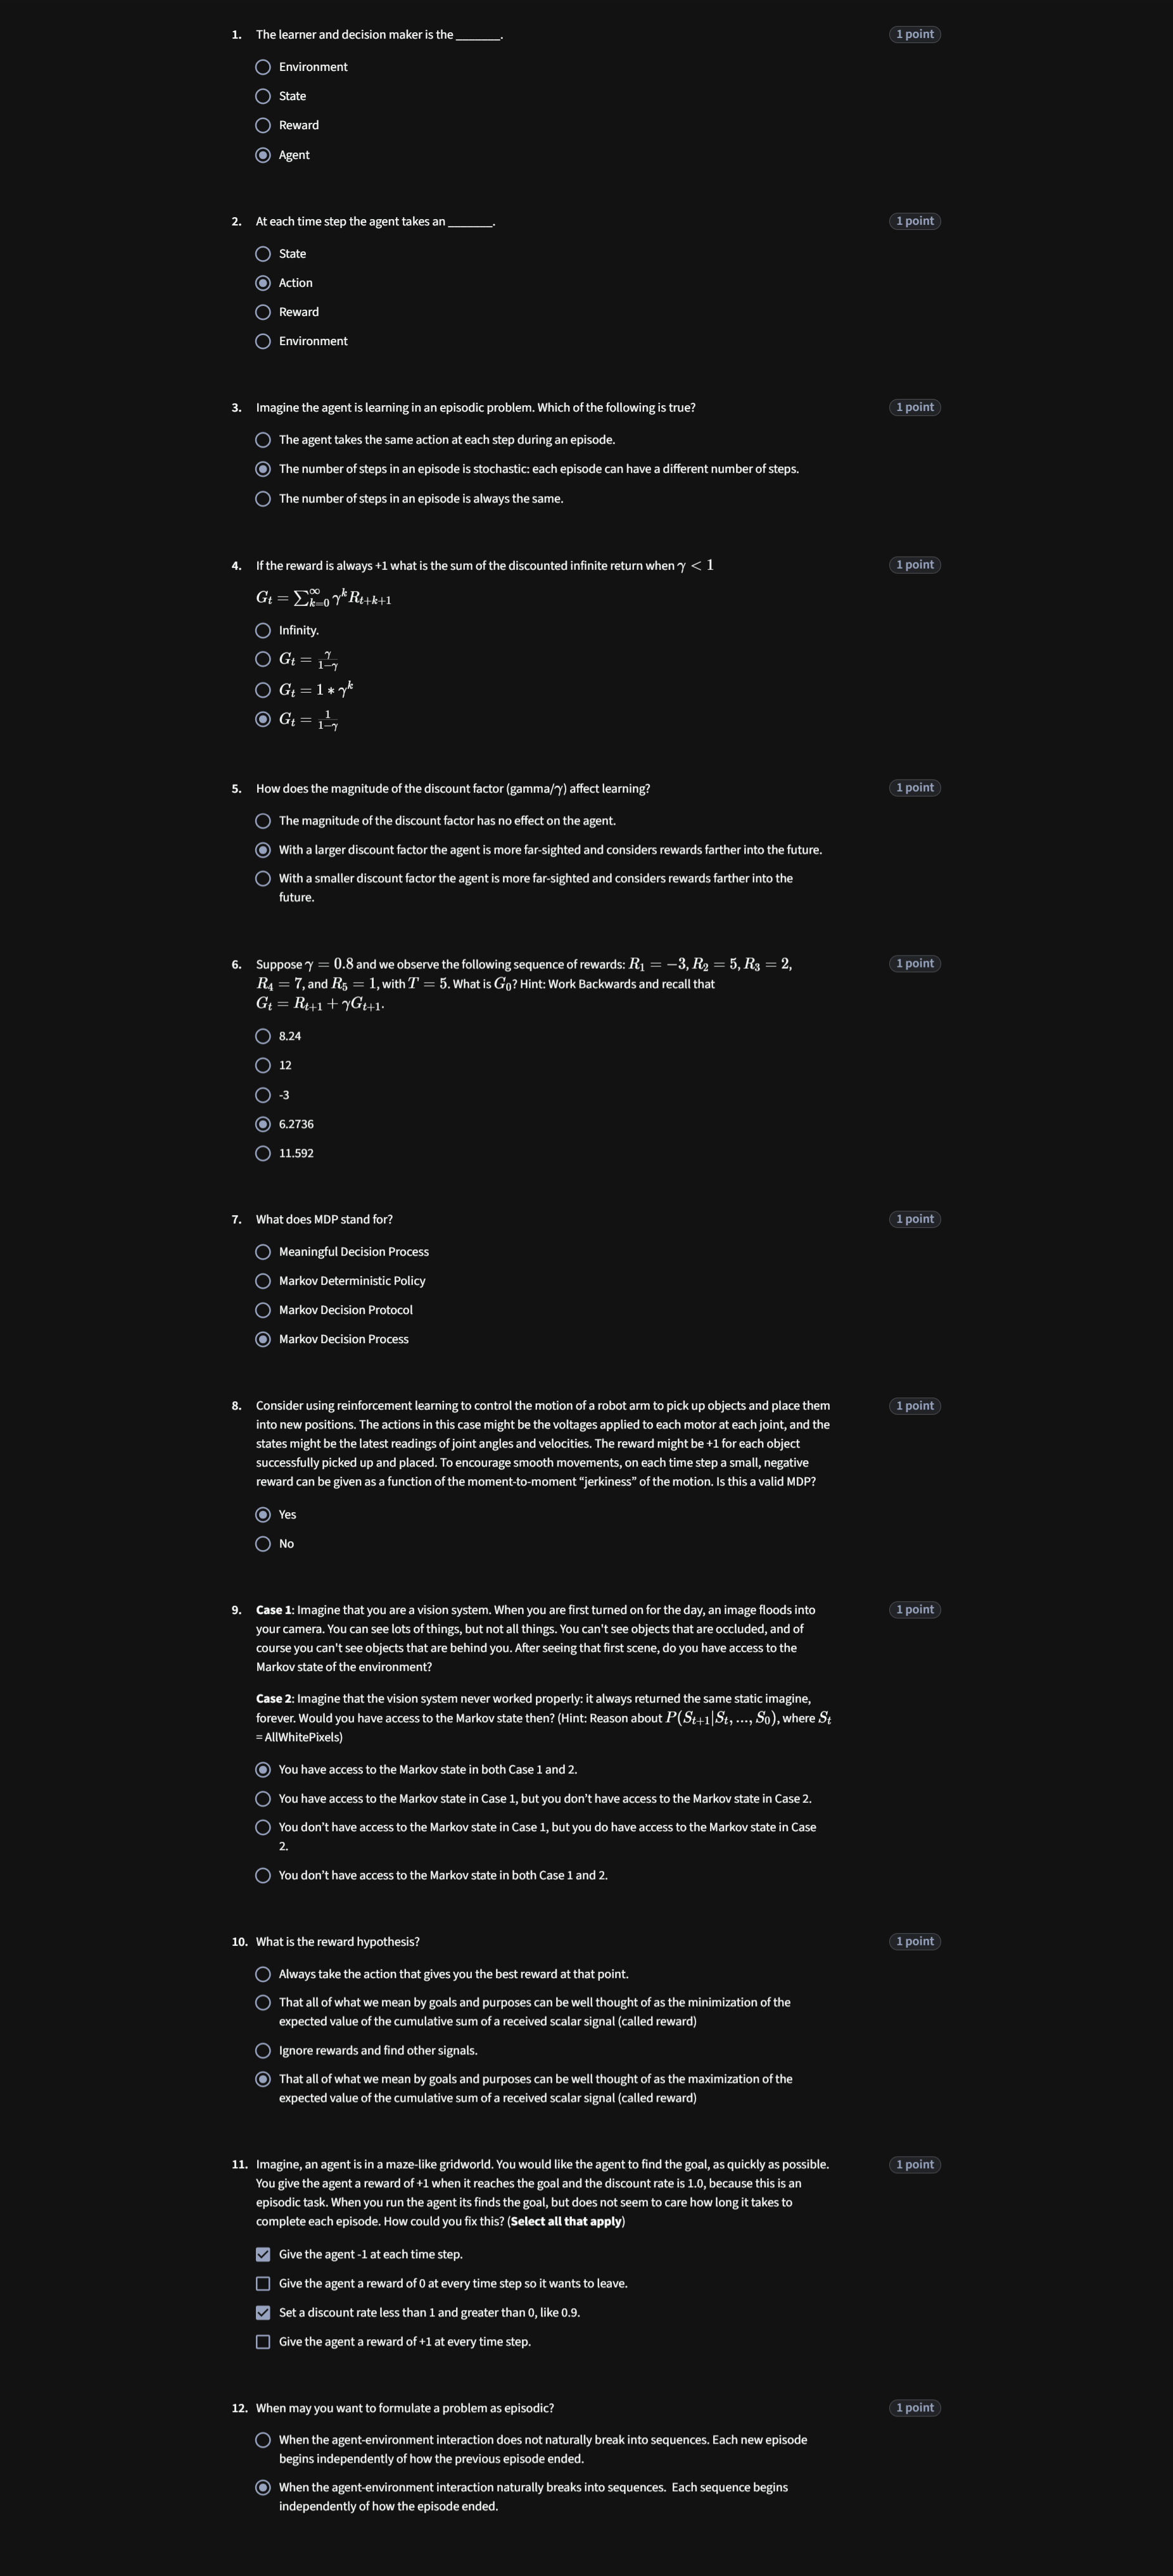 1. The learner and decision maker is the _______. 1 point
Environment
State
Reward
Agent
2. At each time step the agent takes an _______. 1 point
State
Action
Reward
Environment
3. Imagine the agent is learning in an episodic problem. Which of the following is true? 1 point
The agent takes the same action at each step during an episode.
The number of steps in an episode is stochastic: each episode can have a different number of steps.
The number of steps in an episode is always the same.
4. If the reward is always +1 what is the sum of the discounted infinite return when γ < 1 1 point
G_t = ∑_{k=0}^{∞} γ^k R_{t+k+1}
Infinity.
G_t = γ/(1−γ)
G_t = 1 ∗ γ^k
G_t = 1/(1−γ)
5. How does the magnitude of the discount factor (gamma/γ) affect learning? 1 point
The magnitude of the discount factor has no effect on the agent.
With a larger discount factor the agent is more far-sighted and considers rewards farther into the future.
With a smaller discount factor the agent is more far-sighted and considers rewards farther into the
future.
6. Suppose γ = 0.8 and we observe the following sequence of rewards: R_1 = −3, R_2 = 5, R_3 = 2, 1 point
R_4 = 7, and R_5 = 1, with T = 5. What is G_0? Hint: Work Backwards and recall that
G_t = R_{t+1} + γG_{t+1}.
8.24
12
-3
6.2736
11.592
7. What does MDP stand for? 1 point
Meaningful Decision Process
Markov Deterministic Policy
Markov Decision Protocol
Markov Decision Process
8. Consider using reinforcement learning to control the motion of a robot arm to pick up objects and place them 1 point
into new positions. The actions in this case might be the voltages applied to each motor at each joint, and the
states might be the latest readings of joint angles and velocities. The reward might be +1 for each object
successfully picked up and placed. To encourage smooth movements, on each time step a small, negative
reward can be given as a function of the moment-to-moment “jerkiness” of the motion. Is this a valid MDP?
Yes
No
9. Case 1: Imagine that you are a vision system. When you are first turned on for the day, an image floods into 1 point
your camera. You can see lots of things, but not all things. You can't see objects that are occluded, and of
course you can't see objects that are behind you. After seeing that first scene, do you have access to the
Markov state of the environment?
Case 2: Imagine that the vision system never worked properly: it always returned the same static imagine,
forever. Would you have access to the Markov state then? (Hint: Reason about P(S_{t+1}|S_t, ..., S_0), where S_t
= AllWhitePixels)
You have access to the Markov state in both Case 1 and 2.
You have access to the Markov state in Case 1, but you don’t have access to the Markov state in Case 2.
You don’t have access to the Markov state in Case 1, but you do have access to the Markov state in Case
2.
You don’t have access to the Markov state in both Case 1 and 2.
10. What is the reward hypothesis? 1 point
Always take the action that gives you the best reward at that point.
That all of what we mean by goals and purposes can be well thought of as the minimization of the
expected value of the cumulative sum of a received scalar signal (called reward)
Ignore rewards and find other signals.
That all of what we mean by goals and purposes can be well thought of as the maximization of the
expected value of the cumulative sum of a received scalar signal (called reward)
11. Imagine, an agent is in a maze-like gridworld. You would like the agent to find the goal, as quickly as possible. 1 point
You give the agent a reward of +1 when it reaches the goal and the discount rate is 1.0, because this is an
episodic task. When you run the agent its finds the goal, but does not seem to care how long it takes to
complete each episode. How could you fix this? (Select all that apply)
Give the agent -1 at each time step.
Give the agent a reward of 0 at every time step so it wants to leave.
Set a discount rate less than 1 and greater than 0, like 0.9.
Give the agent a reward of +1 at every time step.
12. When may you want to formulate a problem as episodic? 1 point
When the agent-environment interaction does not naturally break into sequences. Each new episode
begins independently of how the previous episode ended.
When the agent-environment interaction naturally breaks into sequences. Each sequence begins
independently of how the episode ended.